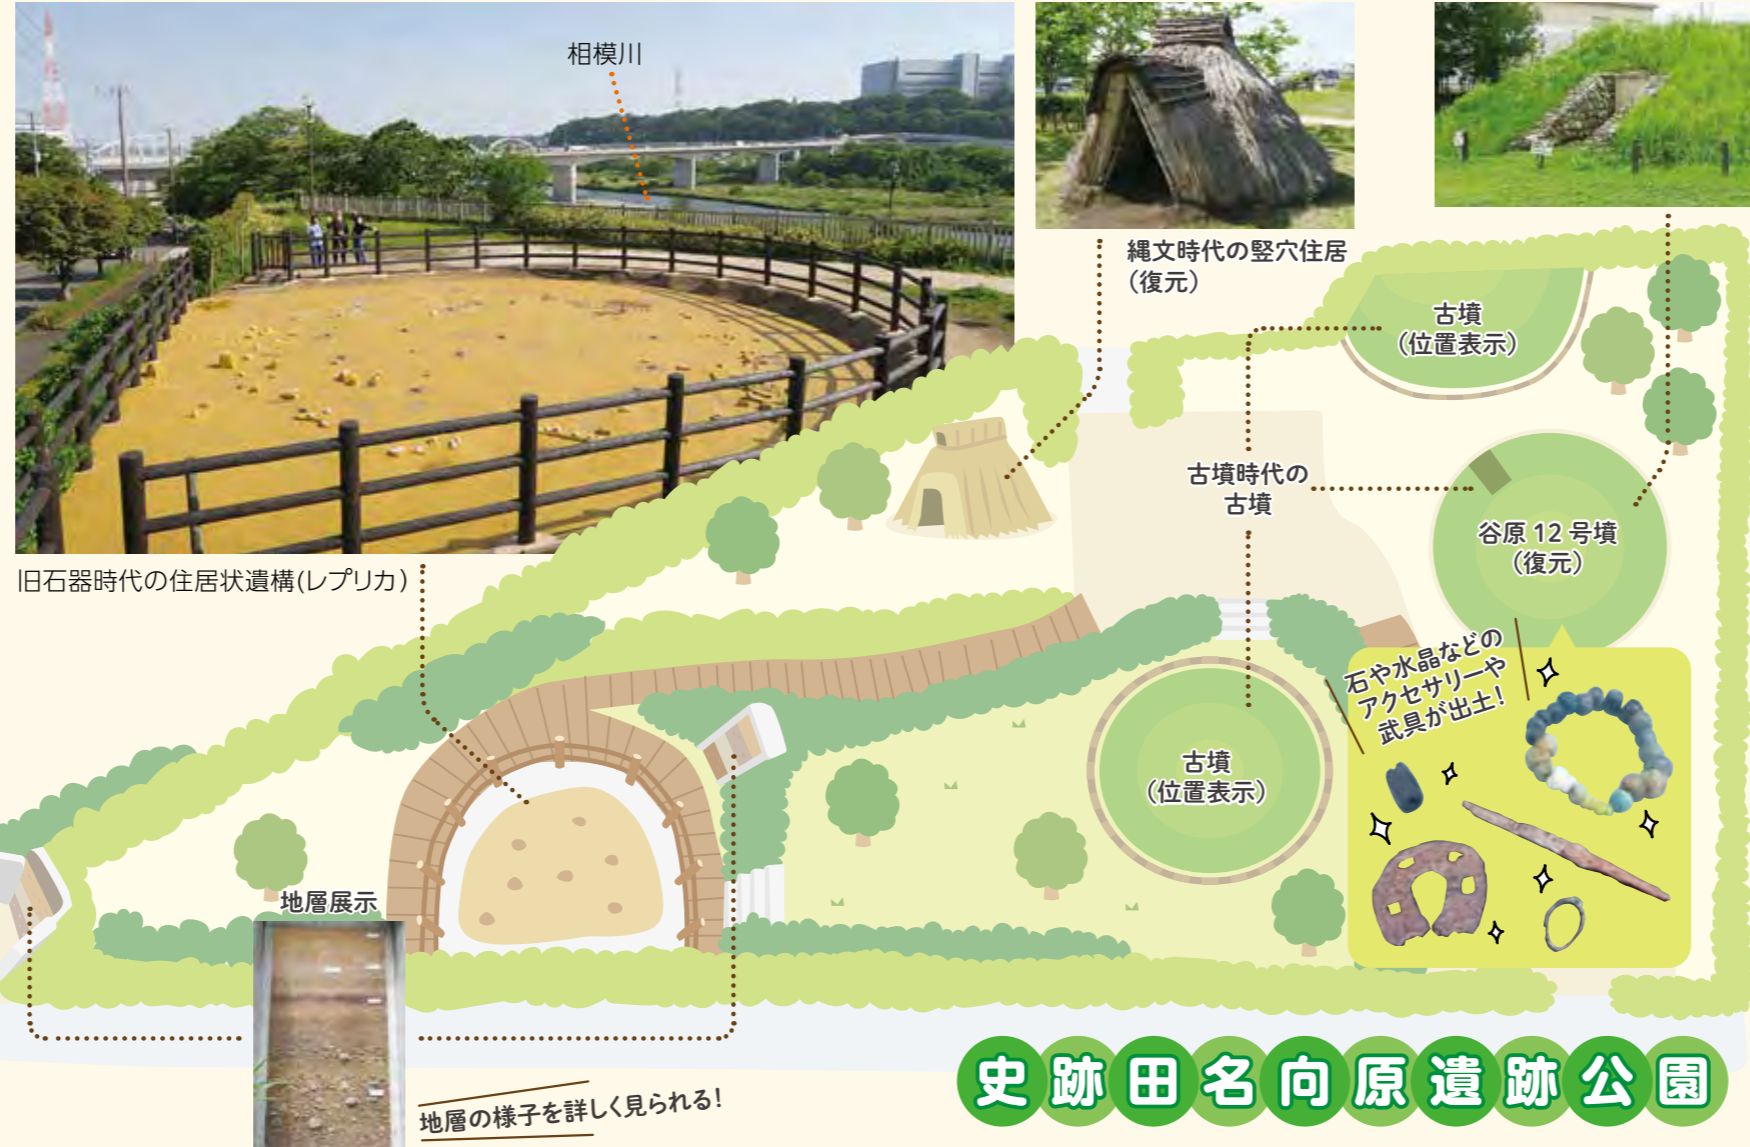 相模川
縄文時代の竪穴住居
（復元）
古墳
（位置表示）
古墳時代の
古墳
谷原12号墳
（復元）
旧石器時代の住居状遺構(レプリカ）
石や水晶などの
アクセサリーや
武具が出土！
古墳
（位置表示）
地層展示
地層の様子を詳しく見られる！
史跡田名向原遺跡公園